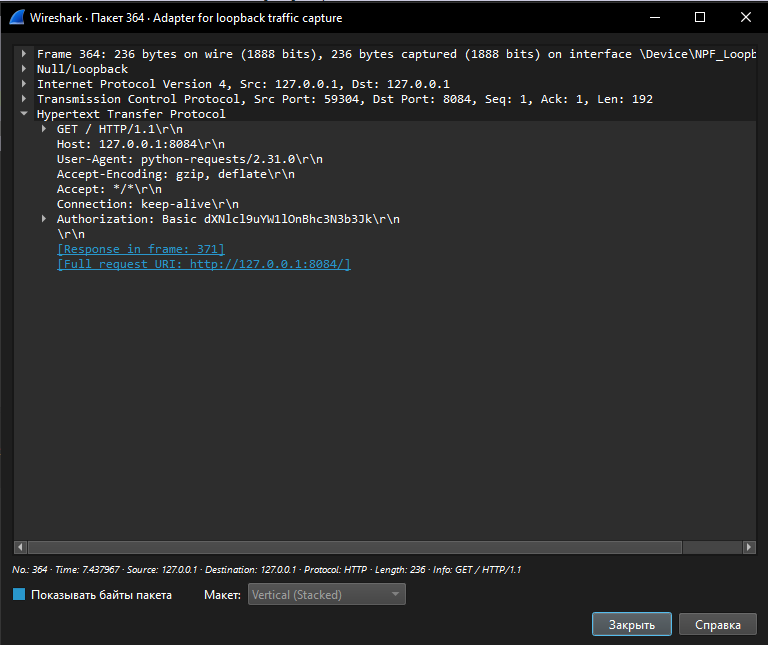 Wireshark · Пакет 364 · Adapter for loopback traffic capture
Frame 364: 236 bytes on wire (1888 bits), 236 bytes captured (1888 bits) on interface \Device\NPF_Loopb
Null/Loopback
Internet Protocol Version 4, Src: 127.0.0.1, Dst: 127.0.0.1
Transmission Control Protocol, Src Port: 59304, Dst Port: 8084, Seq: 1, Ack: 1, Len: 192
Hypertext Transfer Protocol
GET / HTTP/1.1\r\n
Host: 127.0.0.1:8084\r\n
User-Agent: python-requests/2.31.0\r\n
Accept-Encoding: gzip, deflate\r\n
Accept: */*\r\n
Connection: keep-alive\r\n
Authorization: Basic dXNlcl9uYW1lOnBhc3N3b3Jk\r\n
\r\n
[Response in frame: 371]
[Full request URI: http://127.0.0.1:8084/]
No.: 364 · Time: 7.437967 · Source: 127.0.0.1 · Destination: 127.0.0.1 · Protocol: HTTP · Length: 236 · Info: GET / HTTP/1.1
Показывать байты пакета Макет: Vertical (Stacked)
Закрыть Справка